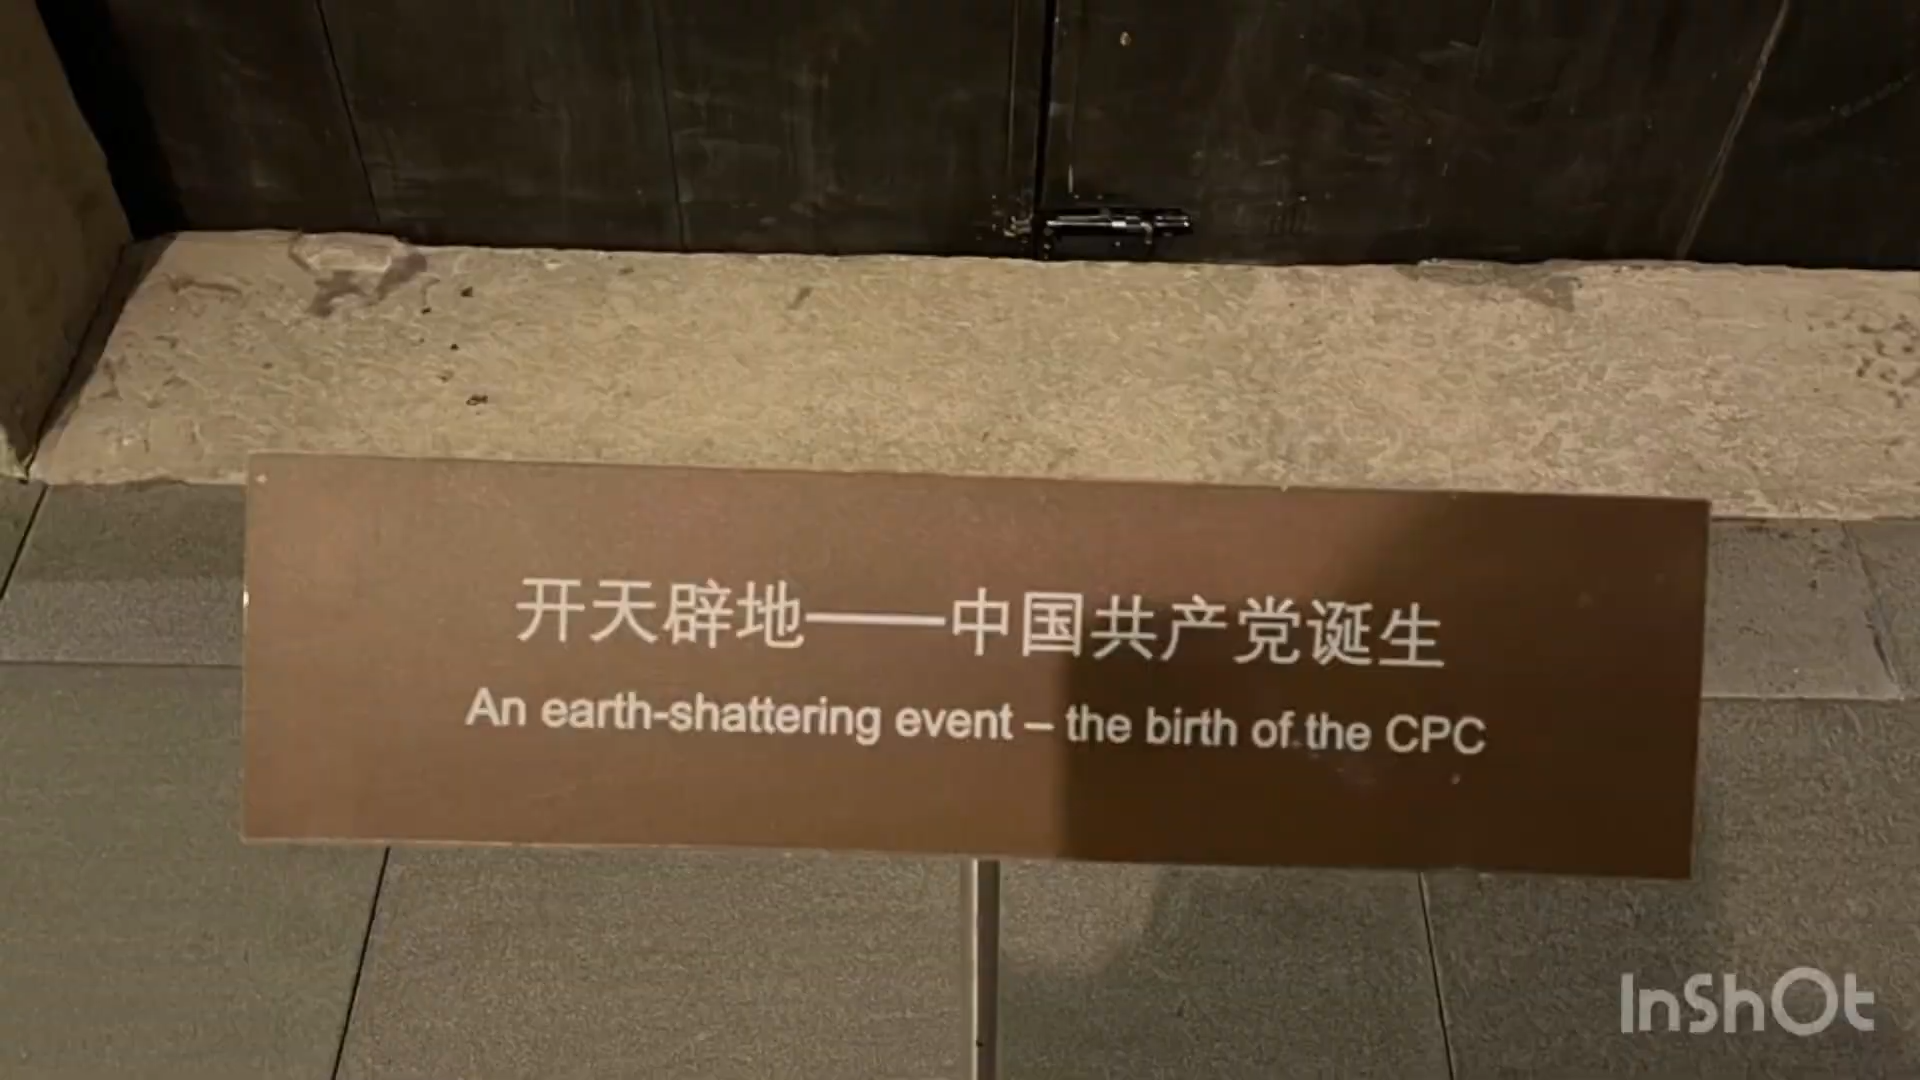 开天辟地——中国共产党诞生
An earth-shattering event – the birth of the CPC
InShOt